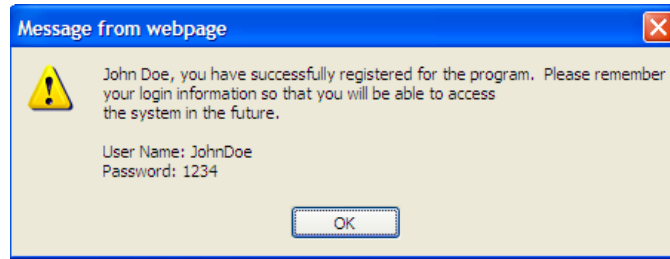 Message from webpage
John Doe, you have successfully registered for the program. Please remember
your login information so that you will be able to access
the system in the future.
User Name: JohnDoe
Password: 1234
OK